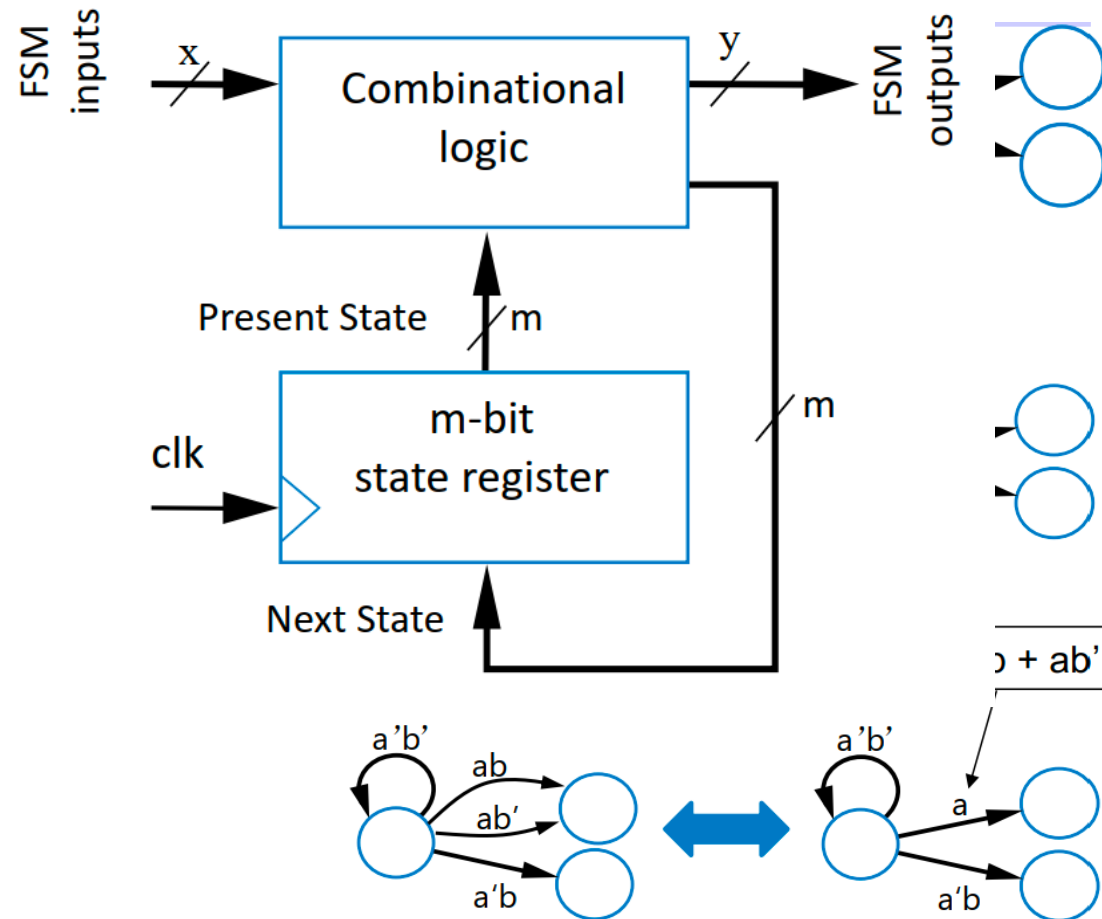 FSM
inputs
x
Combinational
logic
y
FSM
outputs
Present State
m
m
m-bit
state register
clk
Next State
+ ab’
a’b’
ab
ab’
a‘b
a’b’
a
a‘b